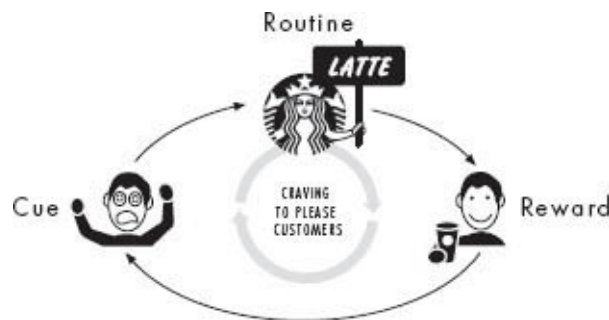 Routine
LATTE
Cue
CRAVING
TO PLEASE
CUSTOMERS
Reward